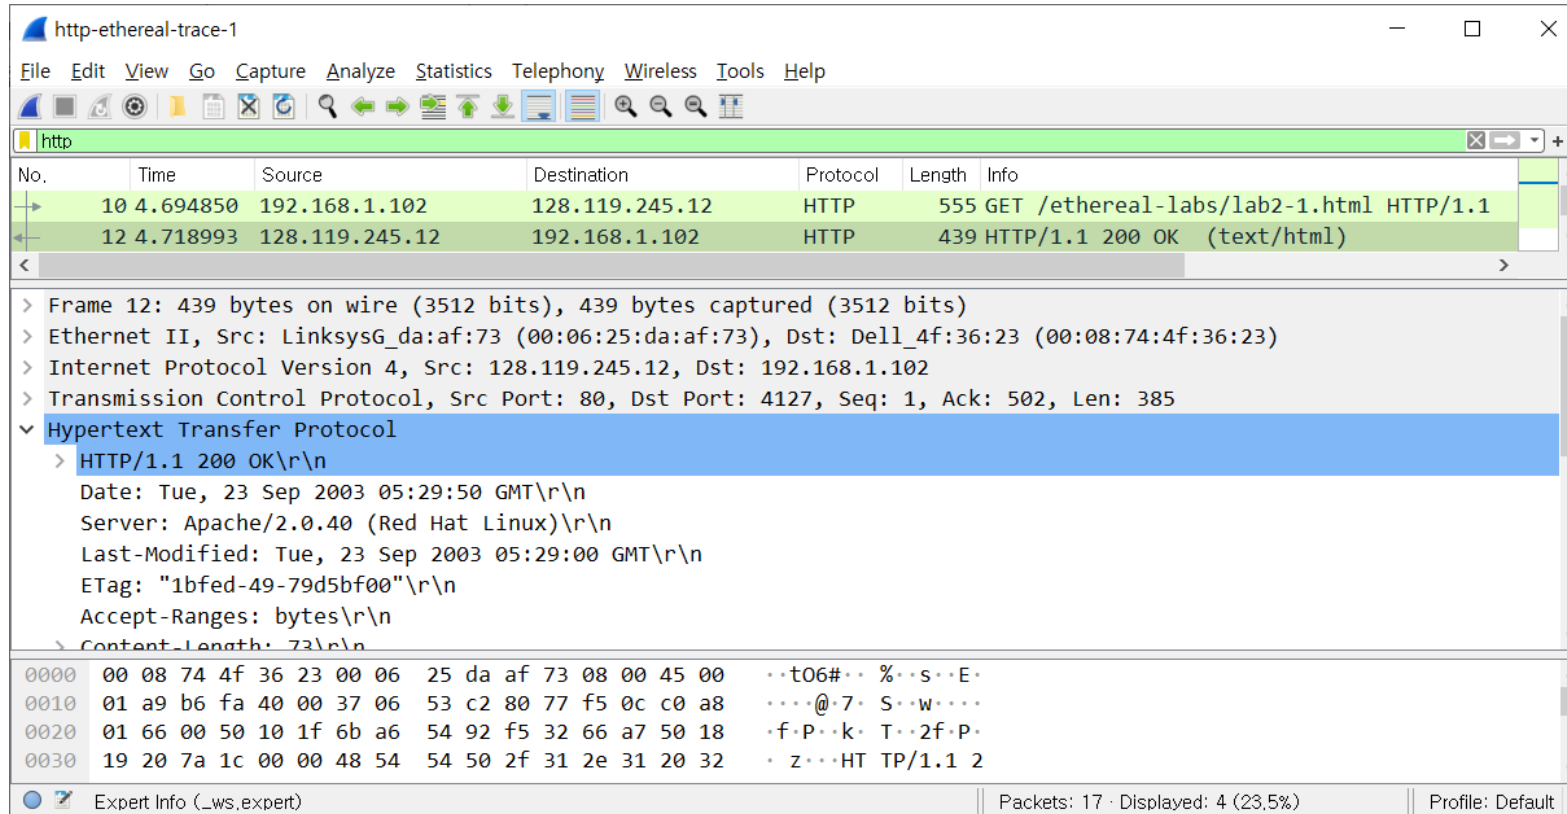 http-ethereal-trace-1
File Edit View Go Capture Analyze Statistics Telephony Wireless Tools Help
http
No. Time Source Destination Protocol Length Info
10 4.694850 192.168.1.102 128.119.245.12 HTTP 555 GET /ethereal-labs/lab2-1.html HTTP/1.1
12 4.718993 128.119.245.12 192.168.1.102 HTTP 439 HTTP/1.1 200 OK (text/html)
Frame 12: 439 bytes on wire (3512 bits), 439 bytes captured (3512 bits)
Ethernet II, Src: LinksysG_da:af:73 (00:06:25:da:af:73), Dst: Dell_4f:36:23 (00:08:74:4f:36:23)
Internet Protocol Version 4, Src: 128.119.245.12, Dst: 192.168.1.102
Transmission Control Protocol, Src Port: 80, Dst Port: 4127, Seq: 1, Ack: 502, Len: 385
Hypertext Transfer Protocol
HTTP/1.1 200 OK\r\n
Date: Tue, 23 Sep 2003 05:29:50 GMT\r\n
Server: Apache/2.0.40 (Red Hat Linux)\r\n
Last-Modified: Tue, 23 Sep 2003 05:29:00 GMT\r\n
ETag: "1bfed-49-79d5bf00"\r\n
Accept-Ranges: bytes\r\n
Content-Length: 73\r\n
0000 00 08 74 4f 36 23 00 06 25 da af 73 08 00 45 00 ··tO6#·· %··s··E·
0010 01 a9 b6 fa 40 00 37 06 53 c2 80 77 f5 0c c0 a8 ····@·7· S··w····
0020 01 66 00 50 10 1f 6b a6 54 92 f5 32 66 a7 50 18 ·f·P··k· T··2f·P·
0030 19 20 7a 1c 00 00 48 54 54 50 2f 31 2e 31 20 32 · z···HT TP/1.1 2
Expert Info (_ws.expert) Packets: 17 · Displayed: 4 (23.5%) Profile: Default